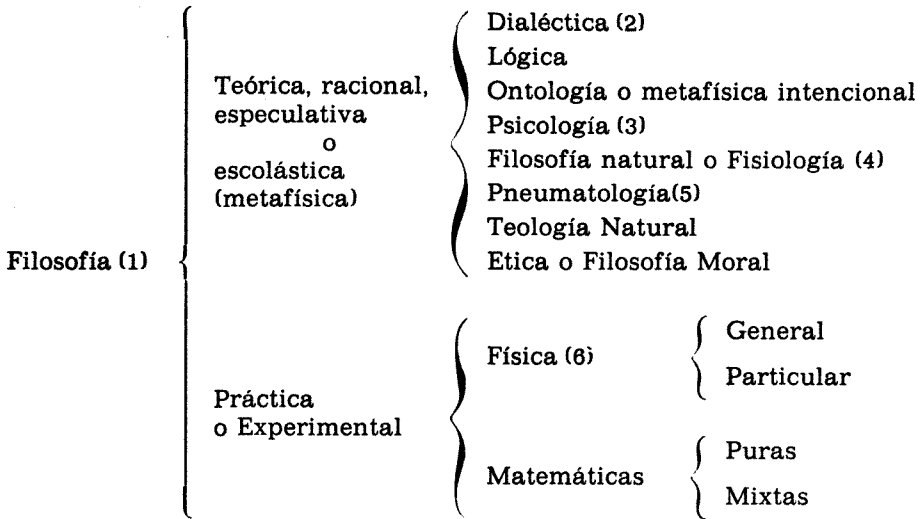 Filosofía (1)
Teórica, racional,
especulativa
o
escolástica
(metafísica)
Dialéctica (2)
Lógica
Ontología o metafísica intencional
Psicología (3)
Filosofía natural o Fisiología (4)
Pneumatología(5)
Teología Natural
Etica o Filosofía Moral
Práctica
o Experimental
Física (6)
General
Particular
Matemáticas
Puras
Mixtas